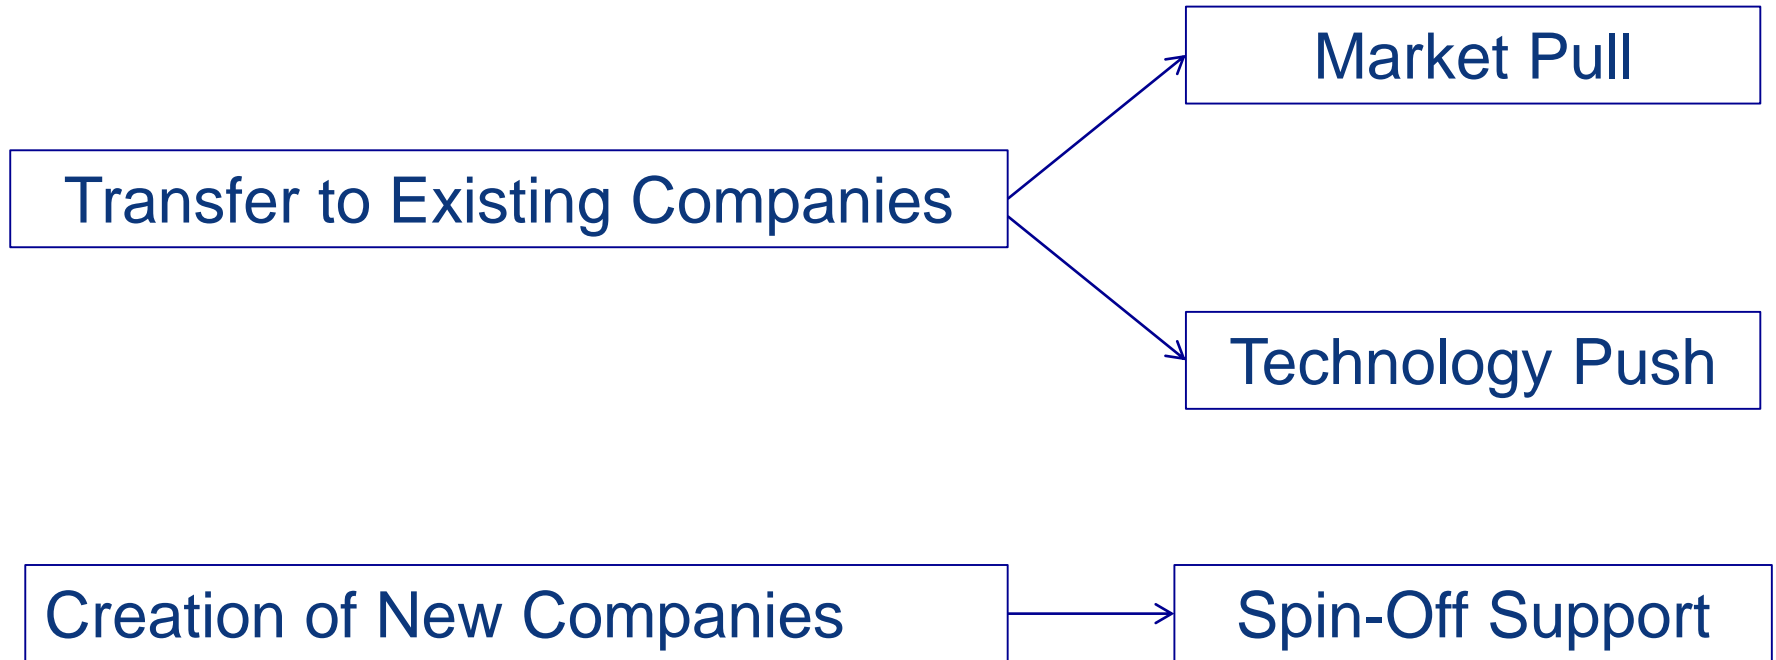 Market Pull
Transfer to Existing Companies
Technology Push
Creation of New Companies
Spin-Off Support